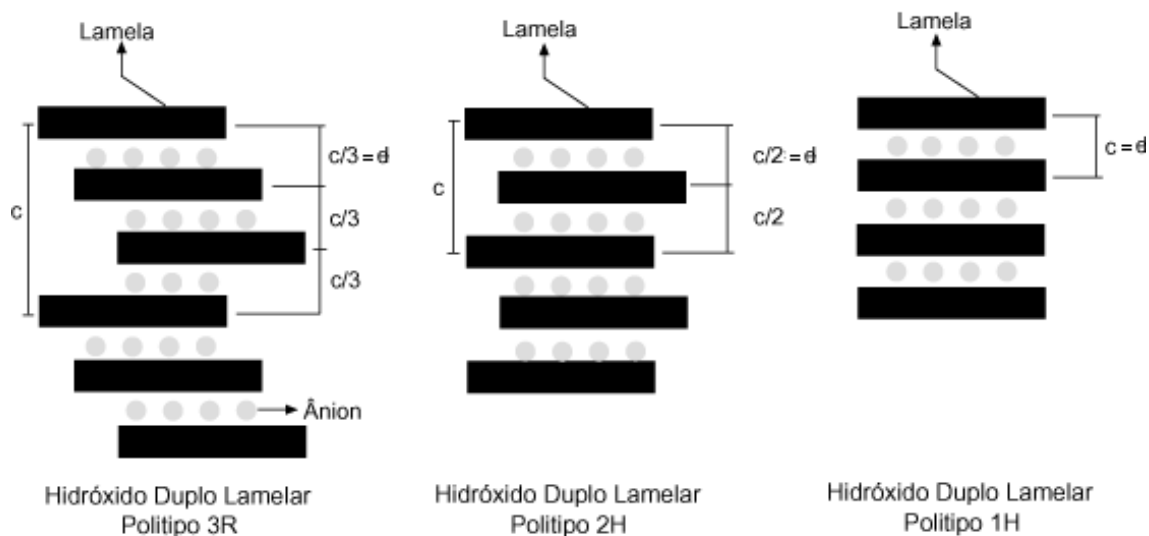 Lamela
c
c/3 = d
c/3
c/3
Ânion
Hidróxido Duplo Lamelar
Politipo 3R
Lamela
c
c/2 = d
c/2
Hidróxido Duplo Lamelar
Politipo 2H
Lamela
c = d
Hidróxido Duplo Lamelar
Politipo 1H